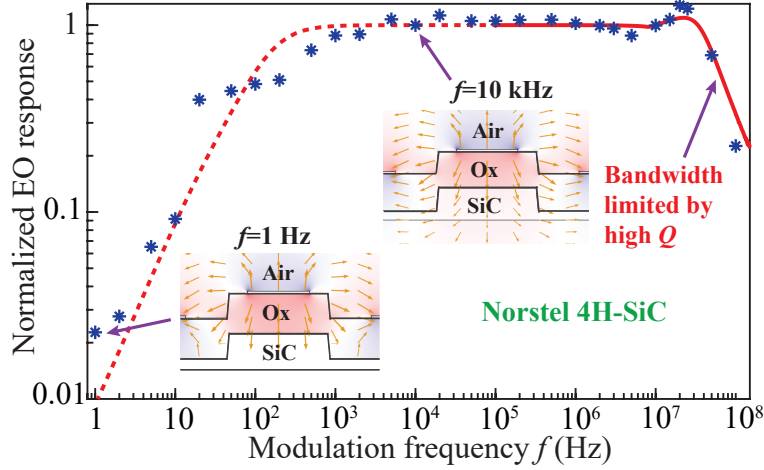 Normalized EO response
1
0.1
0.01
f=10 kHz
Air
Ox
SiC
Bandwidth
limited by
high Q
f=1 Hz
Air
Ox
SiC
Norstel 4H-SiC
1 10 10² 10³ 10⁴ 10⁵ 10⁶ 10⁷ 10⁸
Modulation frequency f (Hz)